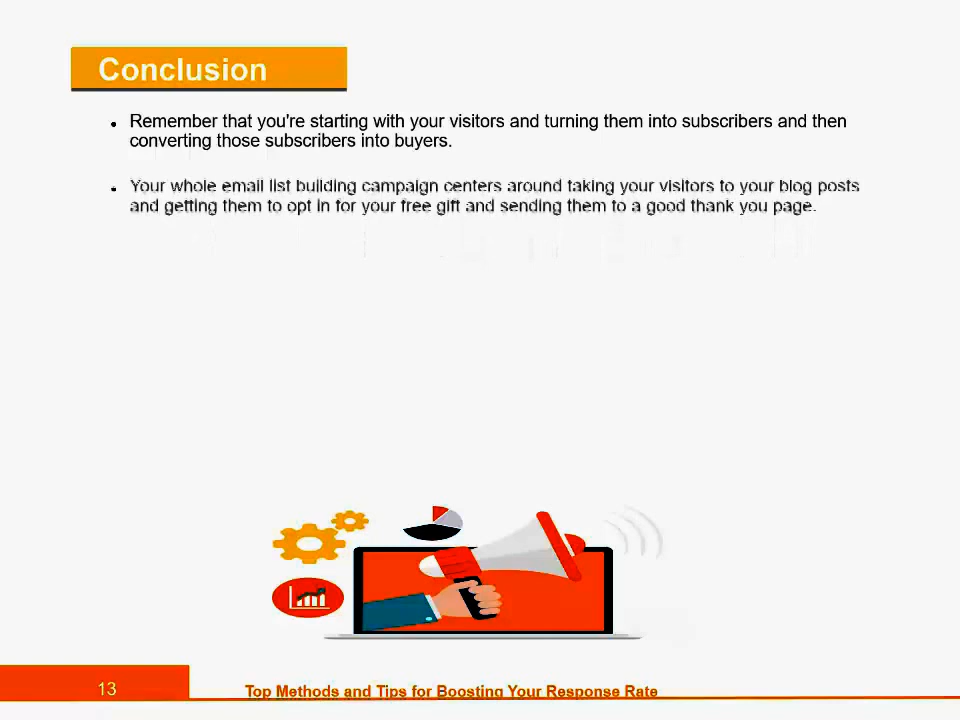 Conclusion
• Remember that you're starting with your visitors and turning them into subscribers and then
converting those subscribers into buyers.
• Your whole email list building campaign centers around taking your visitors to your blog posts
and getting them to opt in for your free gift and sending them to a good thank you page.
13
Top Methods and Tips for Boosting Your Response Rate